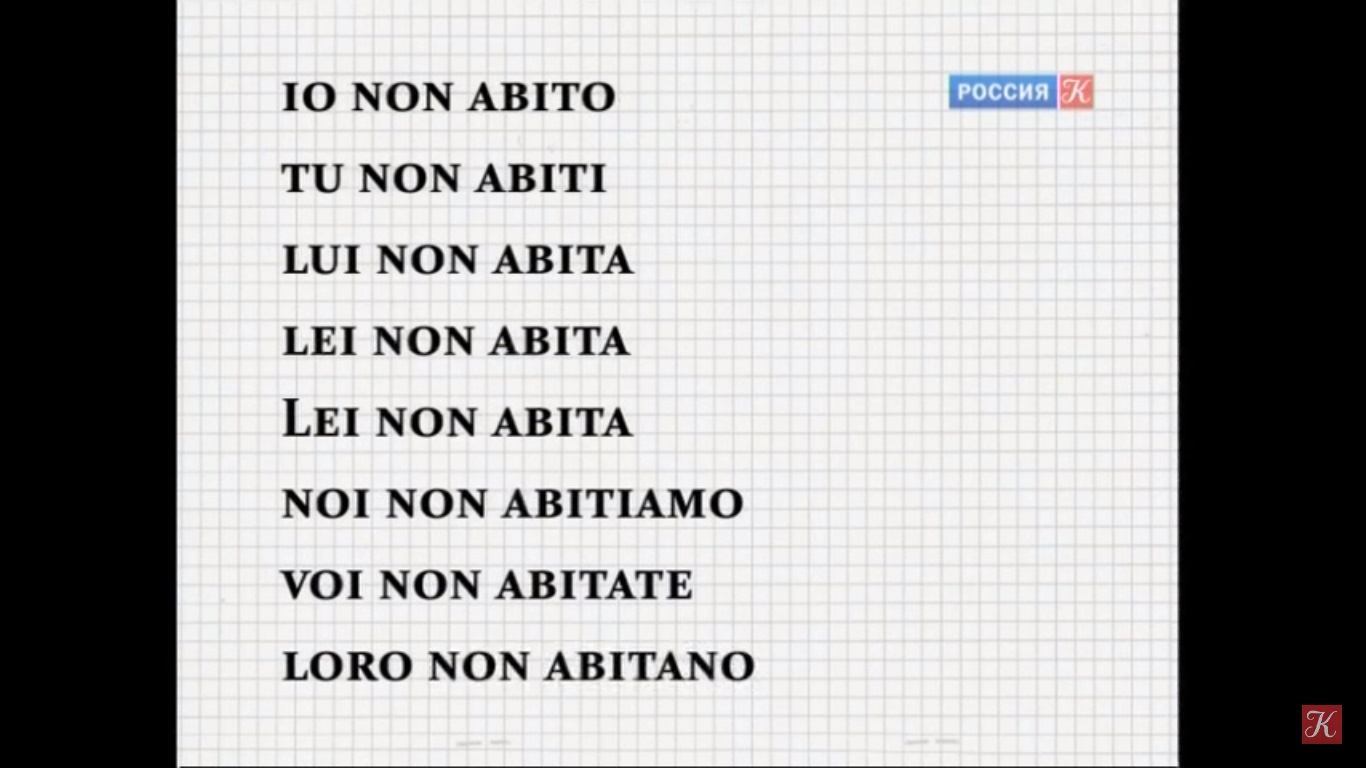 IO NON ABITO
РОССИЯ K
TU NON ABITI
LUI NON ABITA
LEI NON ABITA
LEI NON ABITA
NOI NON ABITIAMO
VOI NON ABITATE
LORO NON ABITANO
K